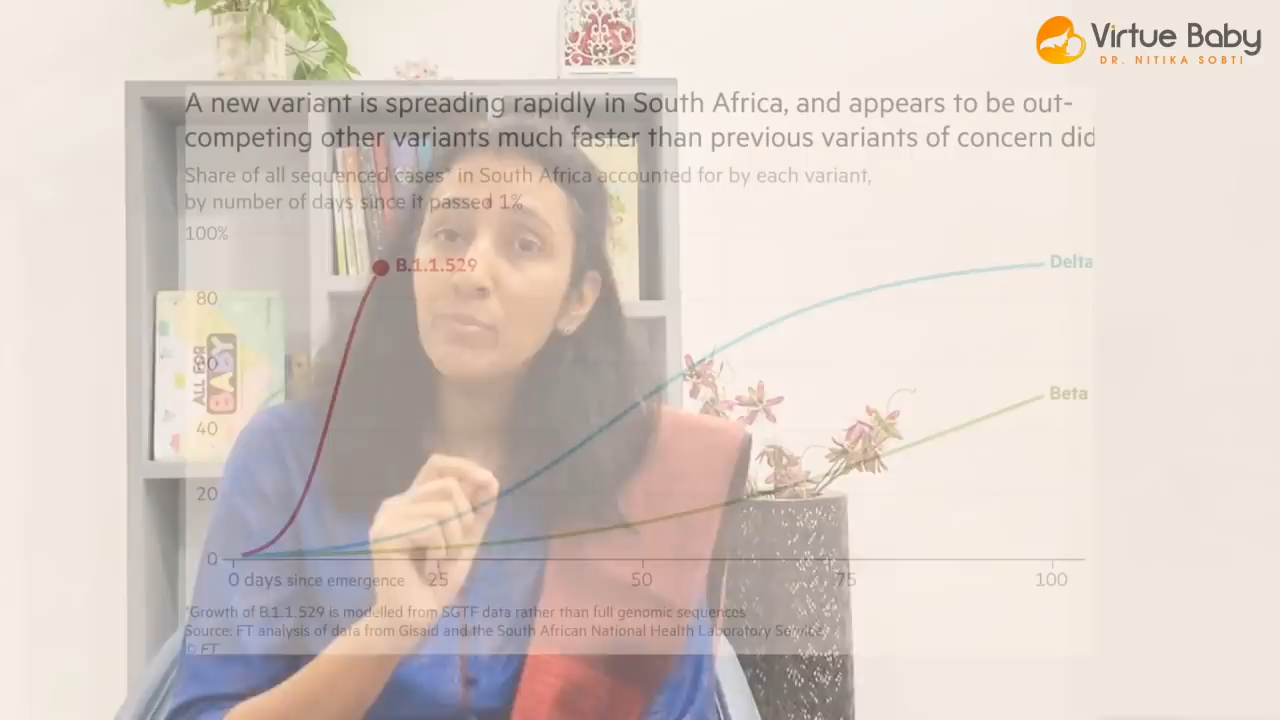 Virtue Baby
DR. NITIKA SOBTI
A new variant is spreading rapidly in South Africa, and appears to be out-
competing other variants much faster than previous variants of concern did
Share of all sequenced cases* in South Africa accounted for by each variant,
by number of days since it passed 1%
100%
B.1.1.529
Delta
80
ALL FOR
BABY
60
Beta
40
20
0
0 days since emergence 25 50 75 100
*Growth of B.1.1.529 is modelled from SGTF data rather than full genomic sequences
Source: FT analysis of data from Gisaid and the South African National Health Laboratory Service
© FT